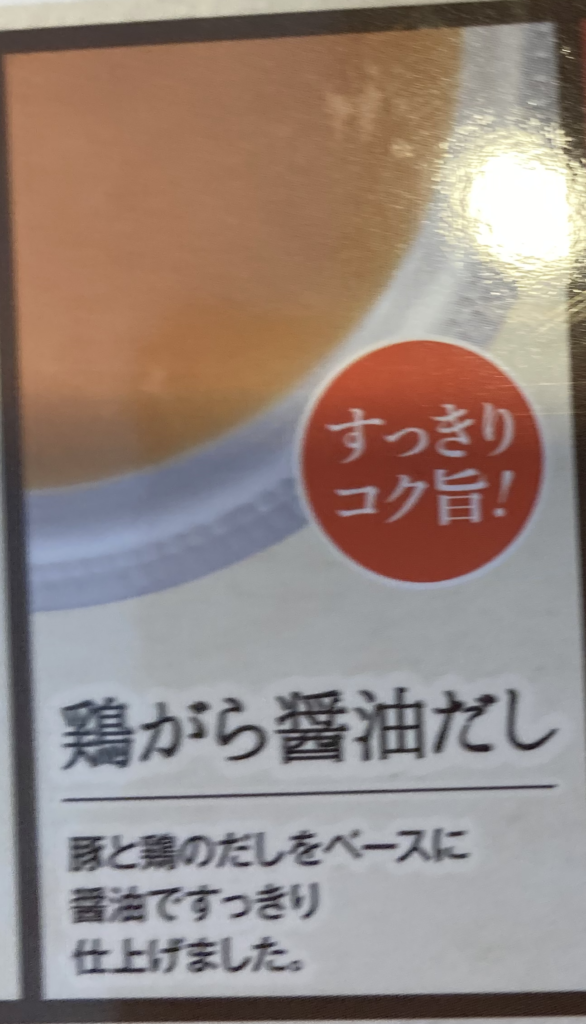 すっきり
コク旨!
鶏がら醤油だし
豚と鶏のだしをベースに
醤油ですっきり
仕上げました。